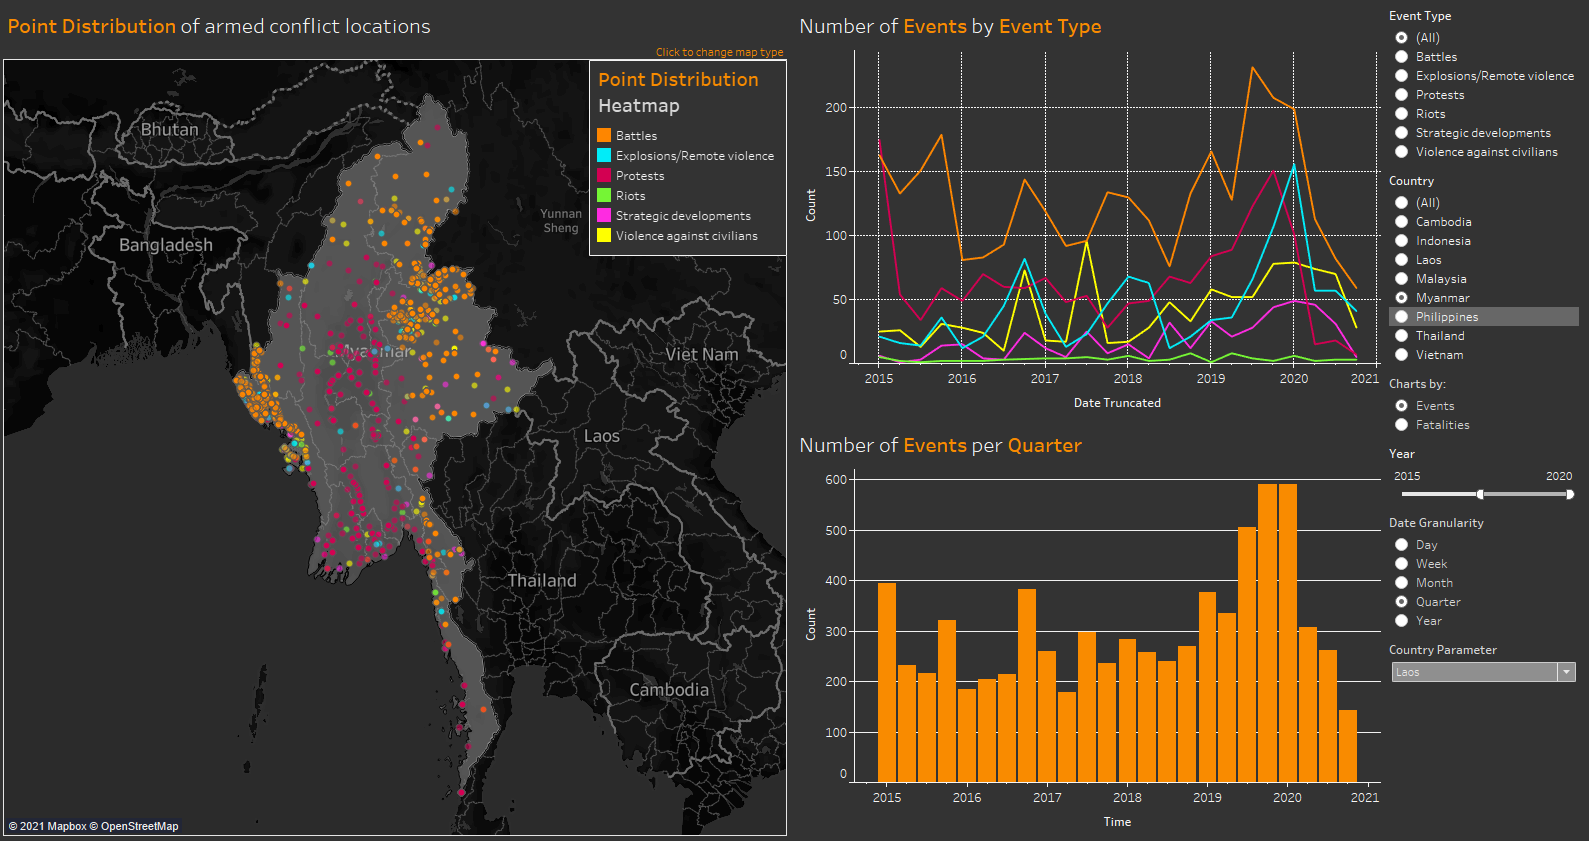 Point Distribution of armed conflict locations
Click to change map type
Point Distribution
Heatmap
Battles
Explosions/Remote violence
Protests
Riots
Strategic developments
Violence against civilians
Bhutan
Bangladesh
Yunnan
Sheng
Myanmar
Viet Nam
Laos
Thailand
Cambodia
© 2021 Mapbox © OpenStreetMap
Number of Events by Event Type
Count
200
150
100
50
0
2015 2016 2017 2018 2019 2020 2021
Date Truncated
Number of Events per Quarter
Count
600
500
400
300
200
100
0
2015 2016 2017 2018 2019 2020 2021
Time
Event Type
(All)
Battles
Explosions/Remote violence
Protests
Riots
Strategic developments
Violence against civilians
Country
(All)
Cambodia
Indonesia
Laos
Malaysia
Myanmar
Philippines
Thailand
Vietnam
Charts by:
Events
Fatalities
Year
2015 2020
Date Granularity
Day
Week
Month
Quarter
Year
Country Parameter
Laos